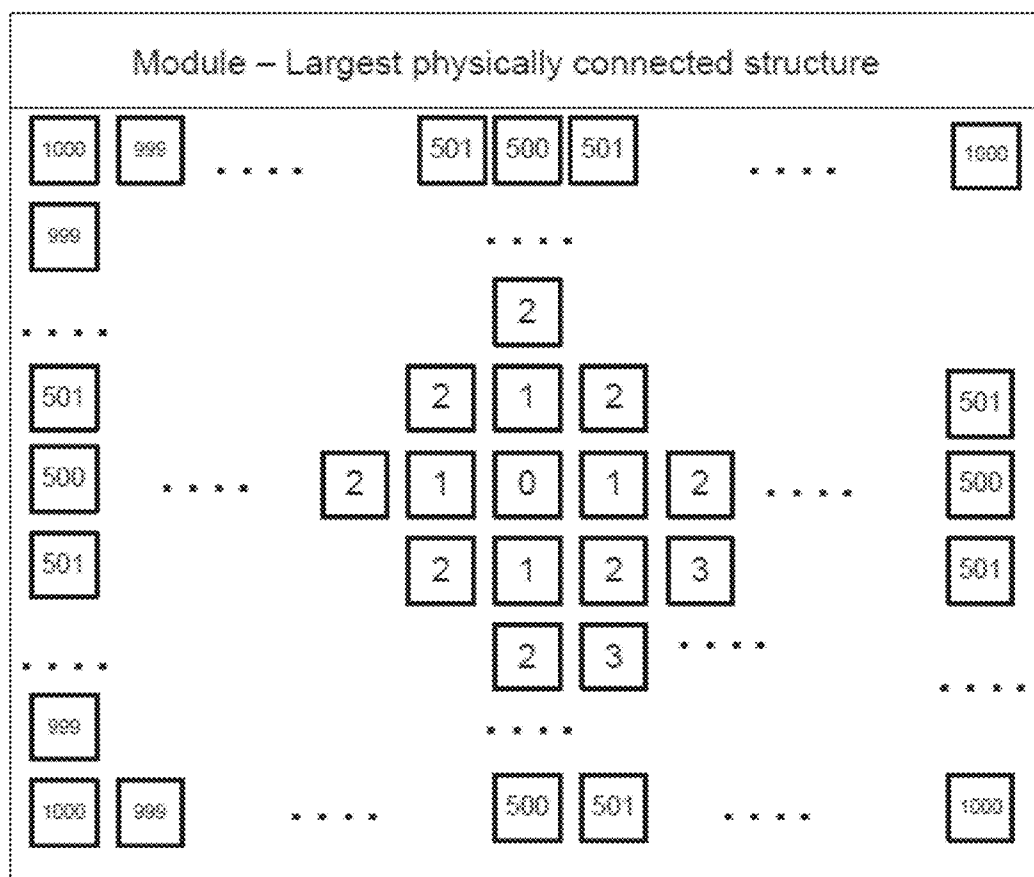 Module – Largest physically connected structure
1000 999 . . . . 501 500 501 . . . . 1000
999 . . . .
2
. . . .
501 2 1 2 501
500 . . . . 2 1 0 1 2 . . . . 500
501 2 1 2 3 501
. . . . 2 3 . . . .
. . . .
999 . . . .
1000 999 . . . . 500 501 . . . . 1000